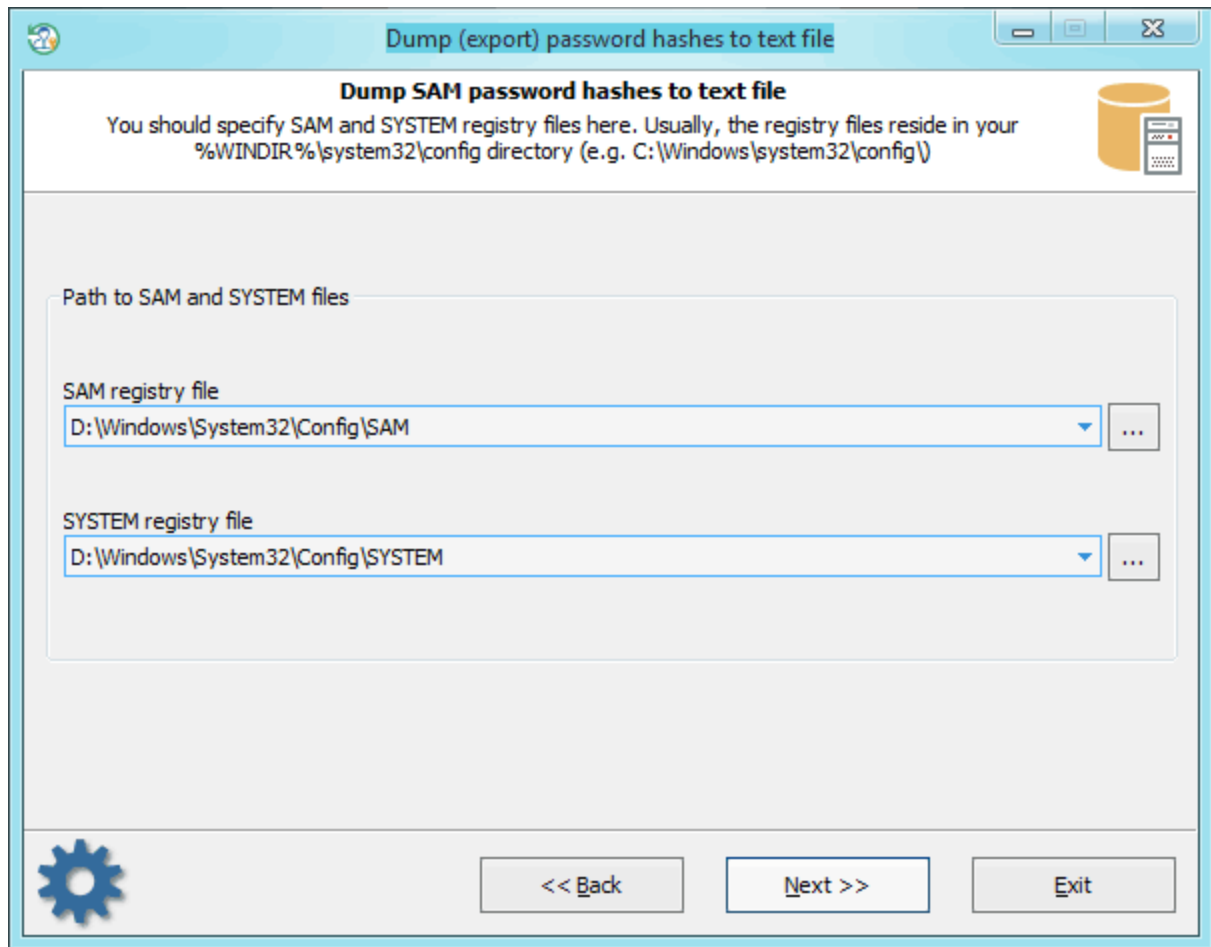 Dump (export) password hashes to text file
Dump SAM password hashes to text file
You should specify SAM and SYSTEM registry files here. Usually, the registry files reside in your
%WINDIR%\system32\config directory (e.g. C:\Windows\system32\config\)
Path to SAM and SYSTEM files
SAM registry file
D:\Windows\System32\Config\SAM
...
SYSTEM registry file
D:\Windows\System32\Config\SYSTEM
...
<< Back
Next >>
Exit